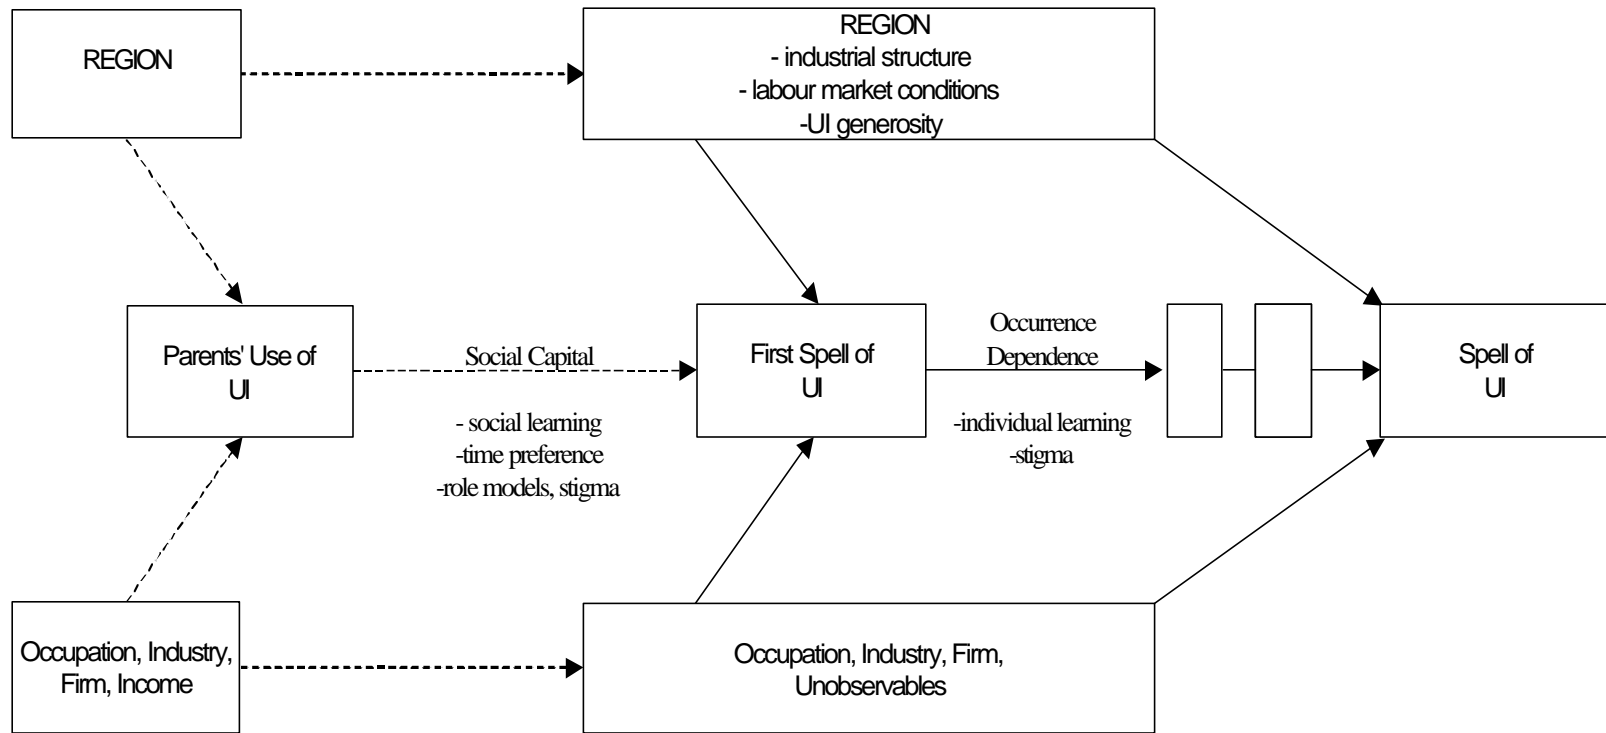 REGION
REGION
- industrial structure
- labour market conditions
-UI generosity
Parents' Use of
UI
Social Capital
- social learning
-time preference
-role models, stigma
First Spell of
UI
Occurrence
Dependence
-individual learning
-stigma
Spell of
UI
Occupation, Industry,
Firm, Income
Occupation, Industry, Firm,
Unobservables